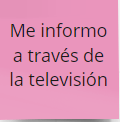 Me informo
a través de
la televisión